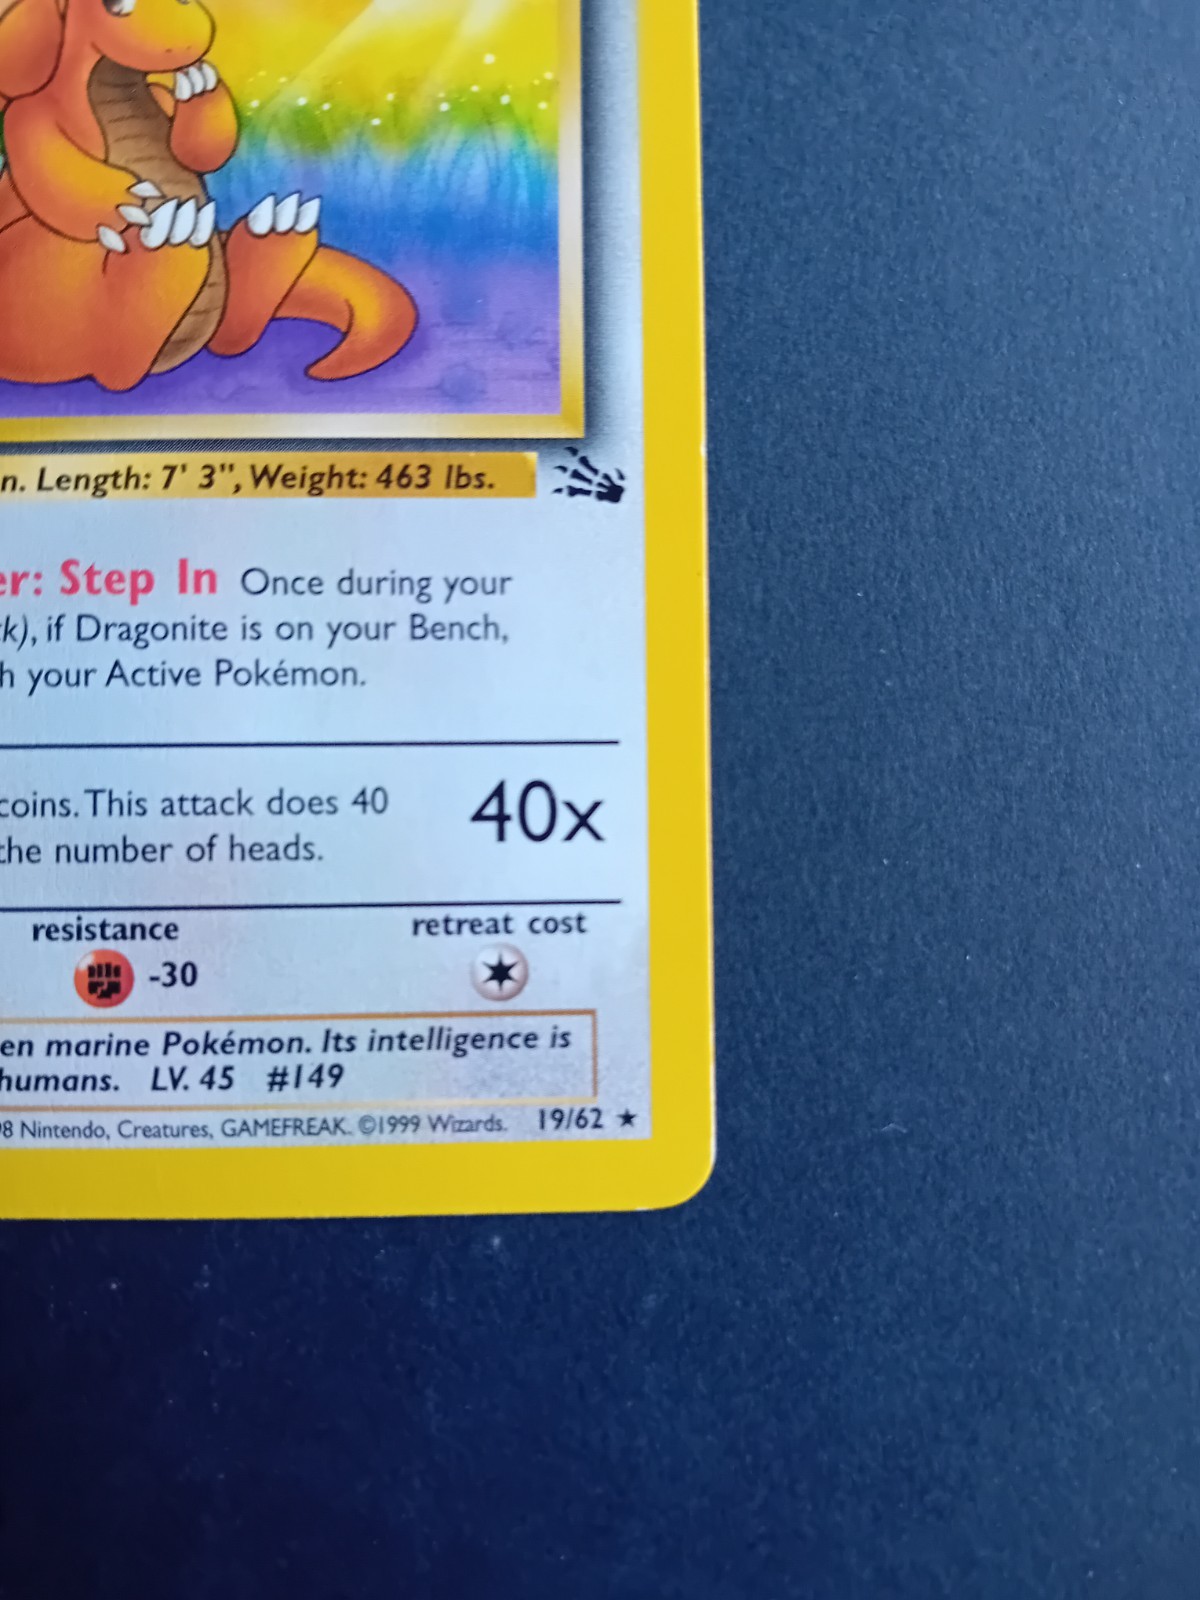 n. Length: 7' 3", Weight: 463 lbs.
er: Step In Once during your
k), if Dragonite is on your Bench,
h your Active Pokémon.
coins. This attack does 40
the number of heads.
40x
resistance
retreat cost
-30
en marine Pokémon. Its intelligence is
humans. LV. 45 #149
98 Nintendo, Creatures, GAMEFREAK. ©1999 Wizards. 19/62 ★